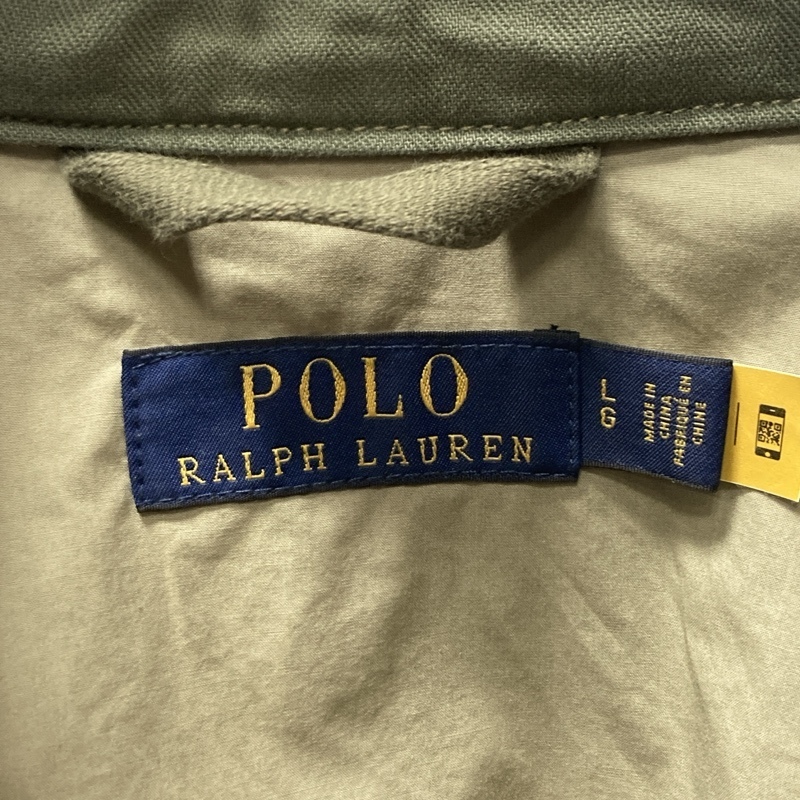 POLO
RALPH LAUREN
L
G
MADE IN
CHINA
FABRIQUÉ EN
CHINE